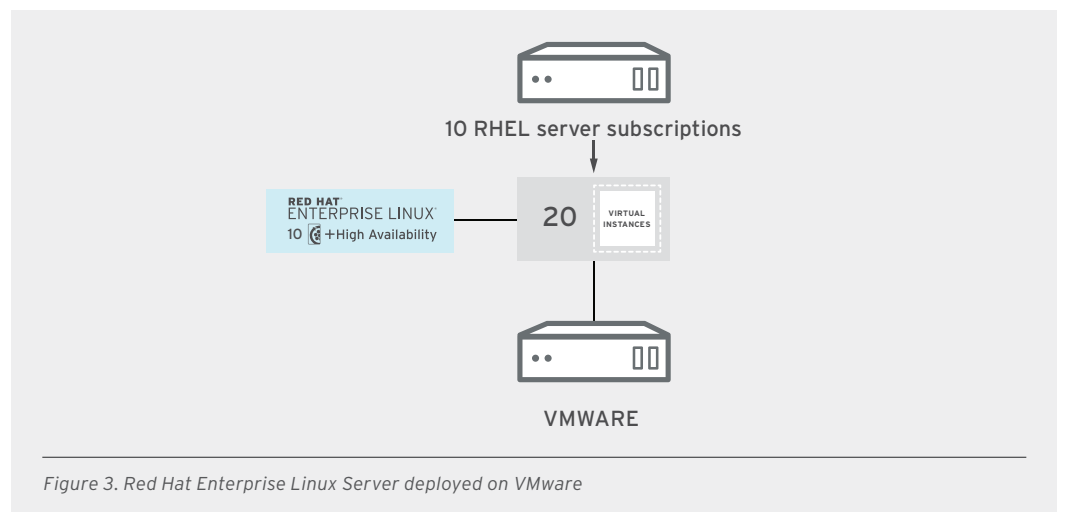 10 RHEL server subscriptions
RED HAT®
ENTERPRISE LINUX®
10 +High Availability
20
VIRTUAL
INSTANCES
VMWARE
Figure 3. Red Hat Enterprise Linux Server deployed on VMware